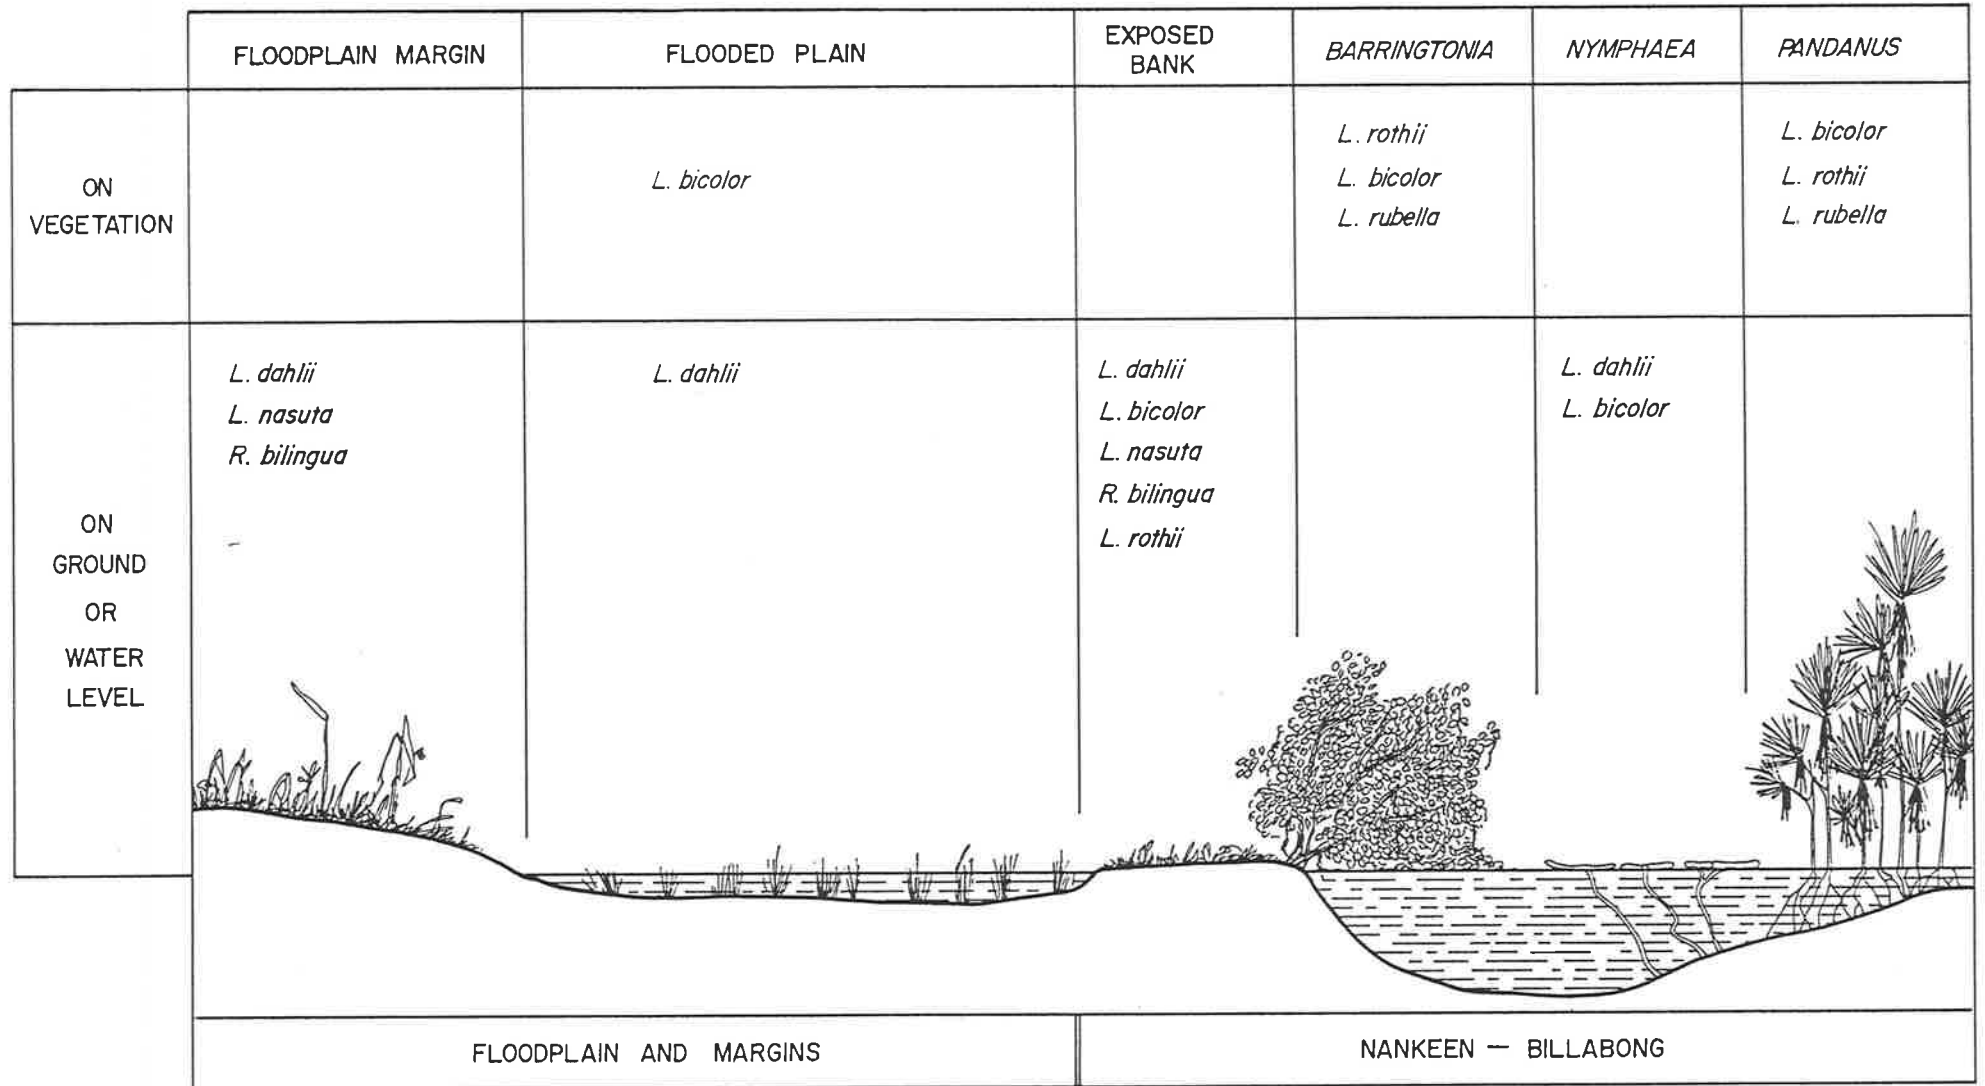 FLOODPLAIN MARGIN
FLOODED PLAIN
EXPOSED
BANK
BARRINGTONIA
NYMPHAEA
PANDANUS
ON
VEGETATION
L. bicolor
L. rothii
L. bicolor
L. rubella
L. bicolor
L. rothii
L. rubella
ON
GROUND
OR
WATER
LEVEL
L. dahlii
L. nasuta
R. bilingua
L. dahlii
L. dahlii
L. bicolor
L. nasuta
R. bilingua
L. rothii
L. dahlii
L. bicolor
FLOODPLAIN AND MARGINS
NANKEEN — BILLABONG